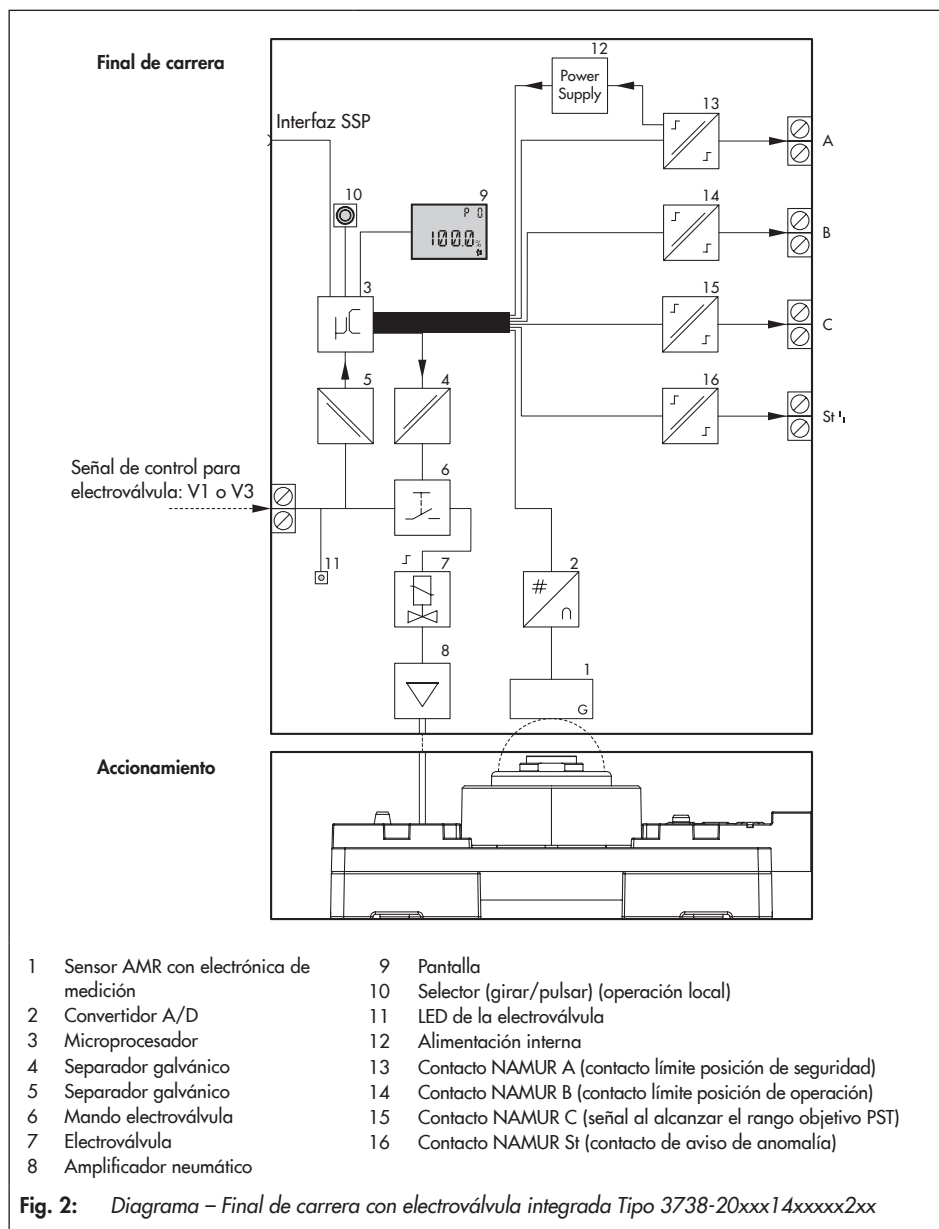 Final de carrera
12
Power
Supply
13
Interfaz SSP
A
10
9
P 0
100.0%
14
B
3
µC
15
C
5
4
16
St
Señal de control para
electroválvula: V1 o V3
6
11
7
2
#
∩
8
1
G
Accionamiento
1 Sensor AMR con electrónica de
medición
2 Convertidor A/D
3 Microprocesador
4 Separador galvánico
5 Separador galvánico
6 Mando electroválvula
7 Electroválvula
8 Amplificador neumático
9 Pantalla
10 Selector (girar/pulsar) (operación local)
11 LED de la electroválvula
12 Alimentación interna
13 Contacto NAMUR A (contacto límite posición de seguridad)
14 Contacto NAMUR B (contacto límite posición de operación)
15 Contacto NAMUR C (señal al alcanzar el rango objetivo PST)
16 Contacto NAMUR St (contacto de aviso de anomalía)
Fig. 2: Diagrama – Final de carrera con electroválvula integrada Tipo 3738-20xxx14xxxxx2xx